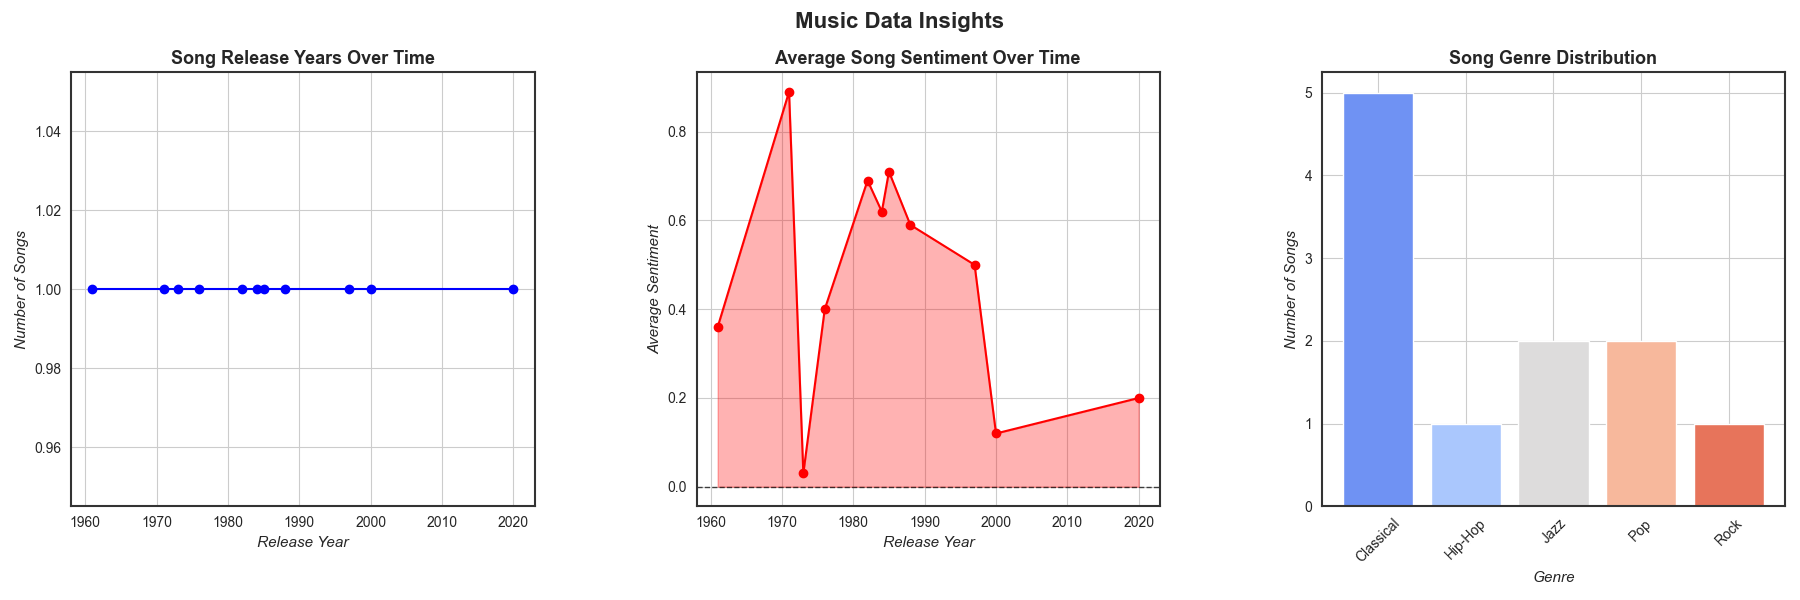 Music Data Insights
Song Release Years Over Time
1.04
1.02
1.00
0.98
0.96
Number of Songs
1960 1970 1980 1990 2000 2010 2020
Release Year
Average Song Sentiment Over Time
0.8
0.6
0.4
0.2
0.0
Average Sentiment
1960 1970 1980 1990 2000 2010 2020
Release Year
Song Genre Distribution
5
4
3
2
1
0
Number of Songs
Classical Hip-Hop Jazz Pop Rock
Genre